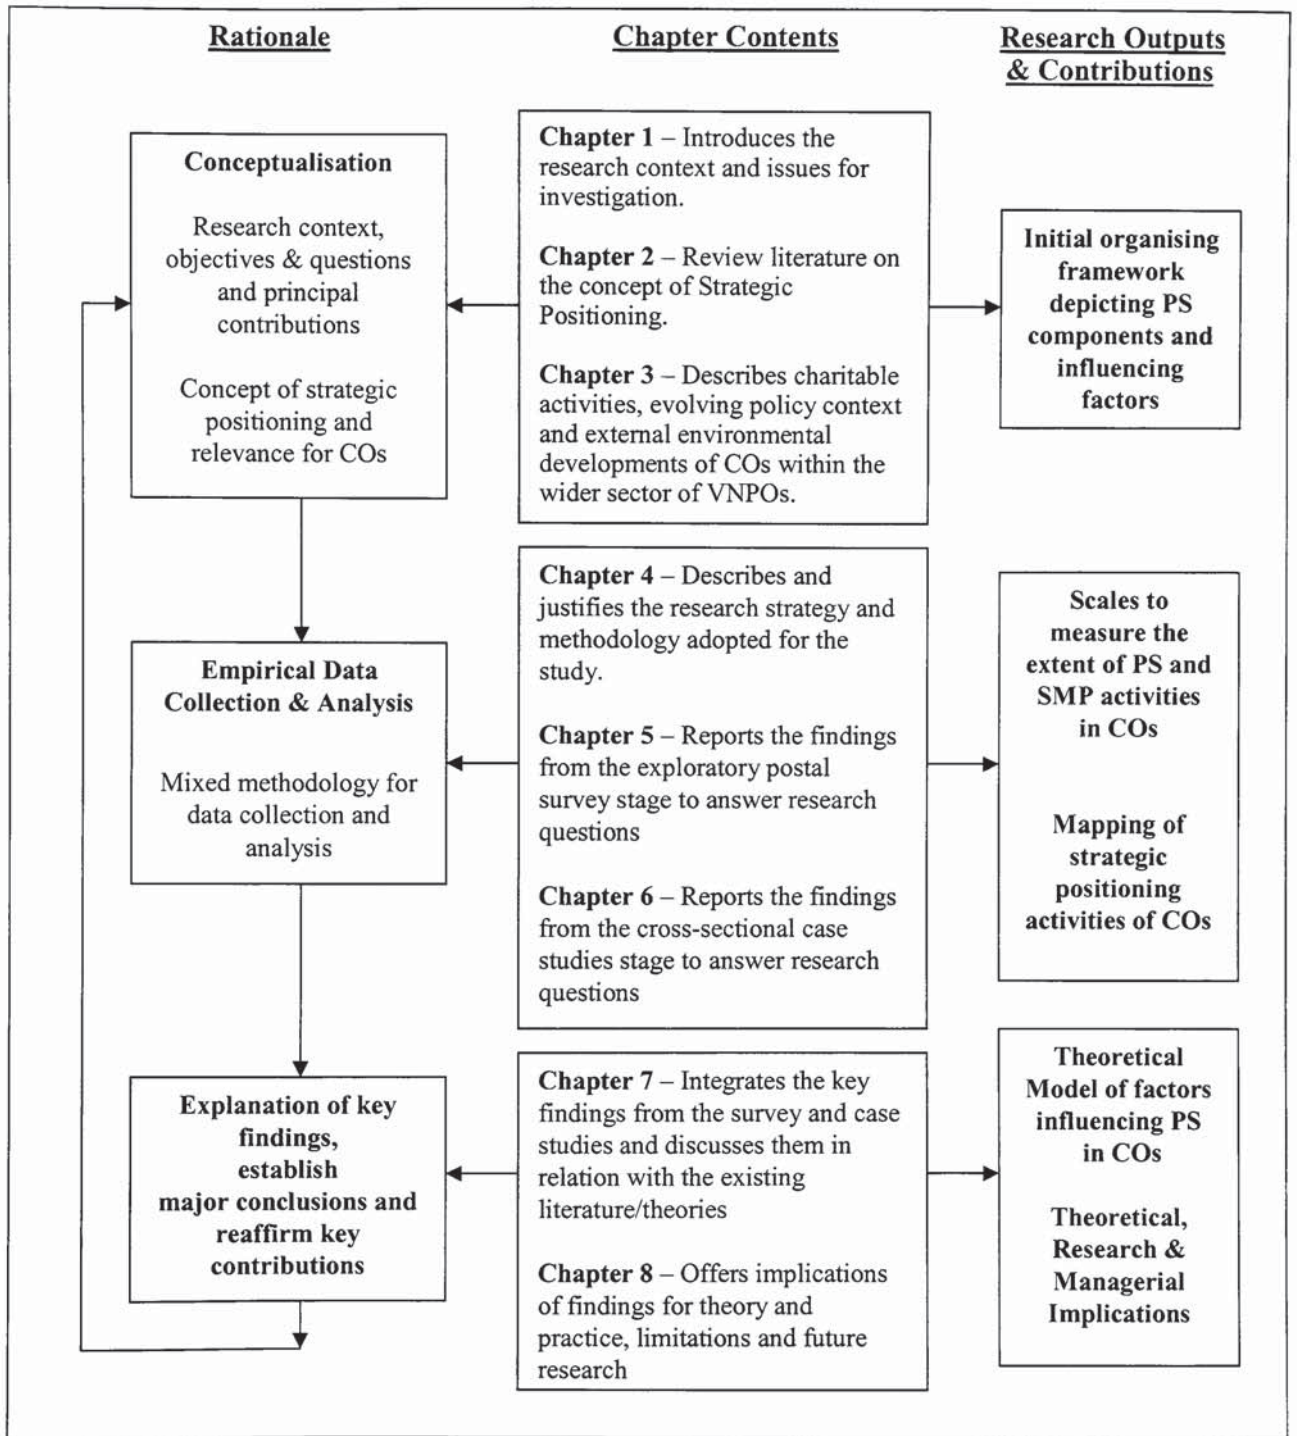 Rationale
Conceptualisation
Research context,
objectives & questions
and principal
contributions
Concept of strategic
positioning and
relevance for COs
Empirical Data
Collection & Analysis
Mixed methodology for
data collection and
analysis
Explanation of key
findings,
establish
major conclusions and
reaffirm key
contributions
Chapter Contents
Chapter 1 – Introduces the
research context and issues for
investigation.
Chapter 2 – Review literature on
the concept of Strategic
Positioning.
Chapter 3 – Describes charitable
activities, evolving policy context
and external environmental
developments of COs within the
wider sector of VNPOs.
Chapter 4 – Describes and
justifies the research strategy and
methodology adopted for the
study.
Chapter 5 – Reports the findings
from the exploratory postal
survey stage to answer research
questions
Chapter 6 – Reports the findings
from the cross-sectional case
studies stage to answer research
questions
Chapter 7 – Integrates the key
findings from the survey and case
studies and discusses them in
relation with the existing
literature/theories
Chapter 8 – Offers implications
of findings for theory and
practice, limitations and future
research
Research Outputs
& Contributions
Initial organising
framework
depicting PS
components and
influencing
factors
Scales to
measure the
extent of PS and
SMP activities
in COs
Mapping of
strategic
positioning
activities of COs
Theoretical
Model of factors
influencing PS
in COs
Theoretical,
Research &
Managerial
Implications